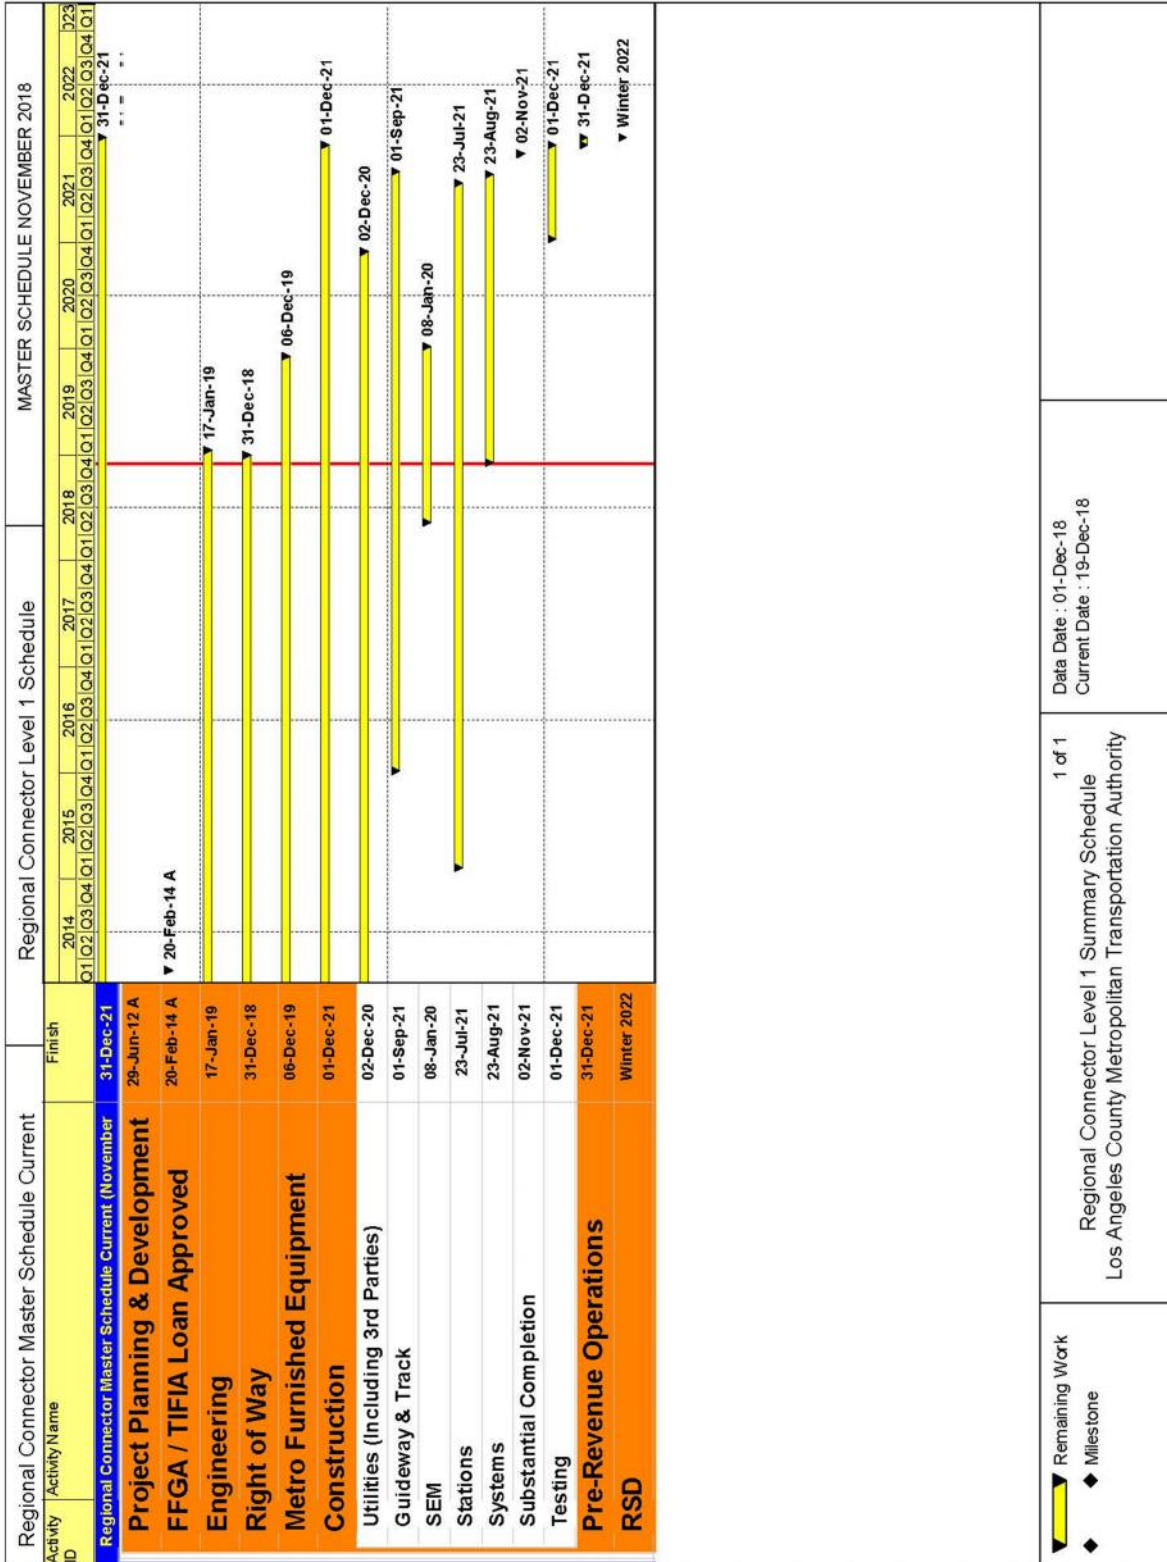 Regional Connector Master Schedule Current
Regional Connector Level 1 Schedule
MASTER SCHEDULE NOVEMBER 2018
Activity ID
Activity Name
Finish
2014 2015 2016 2017 2018 2019 2020 2021 2022 023
Q1 Q2 Q3 Q4 Q1 Q2 Q3 Q4 Q1 Q2 Q3 Q4 Q1 Q2 Q3 Q4 Q1 Q2 Q3 Q4 Q1 Q2 Q3 Q4 Q1 Q2 Q3 Q4 Q1 Q2 Q3 Q4 Q1 Q2 Q3 Q4 Q1
Regional Connector Master Schedule Current (November 31-Dec-21 31-Dec-21
Project Planning & Development 29-Jun-12 A
FFGA / TIFIA Loan Approved 20-Feb-14 A 20-Feb-14 A
Engineering 17-Jan-19 17-Jan-19
Right of Way 31-Dec-18 31-Dec-18
Metro Furnished Equipment 06-Dec-19 06-Dec-19
Construction 01-Dec-21 01-Dec-21
Utilities (Including 3rd Parties) 02-Dec-20 02-Dec-20
Guideway & Track 01-Sep-21 01-Sep-21
SEM 08-Jan-20 08-Jan-20
Stations 23-Jul-21 23-Jul-21
Systems 23-Aug-21 23-Aug-21
Substantial Completion 02-Nov-21 02-Nov-21
Testing 01-Dec-21 01-Dec-21
Pre-Revenue Operations 31-Dec-21 31-Dec-21
RSD Winter 2022 Winter 2022
Remaining Work
Milestone
1 of 1
Regional Connector Level 1 Summary Schedule
Los Angeles County Metropolitan Transportation Authority
Data Date : 01-Dec-18
Current Date : 19-Dec-18